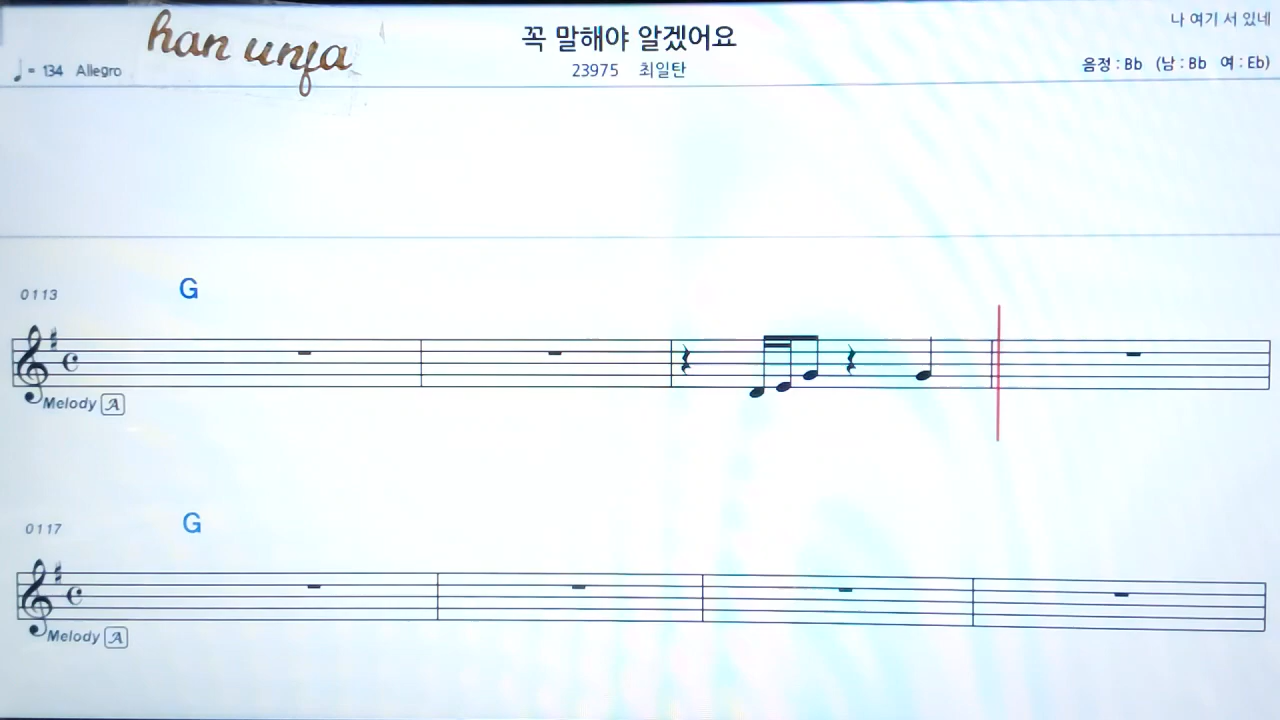 han unfa
꼭 말해야 알겠어요
나 여기 서 있네
♩ = 134 Allegro
23975 최일탄
음정 : Bb (남 : Bb 여 : Eb)
0113
G
Melody A
0117
G
Melody A